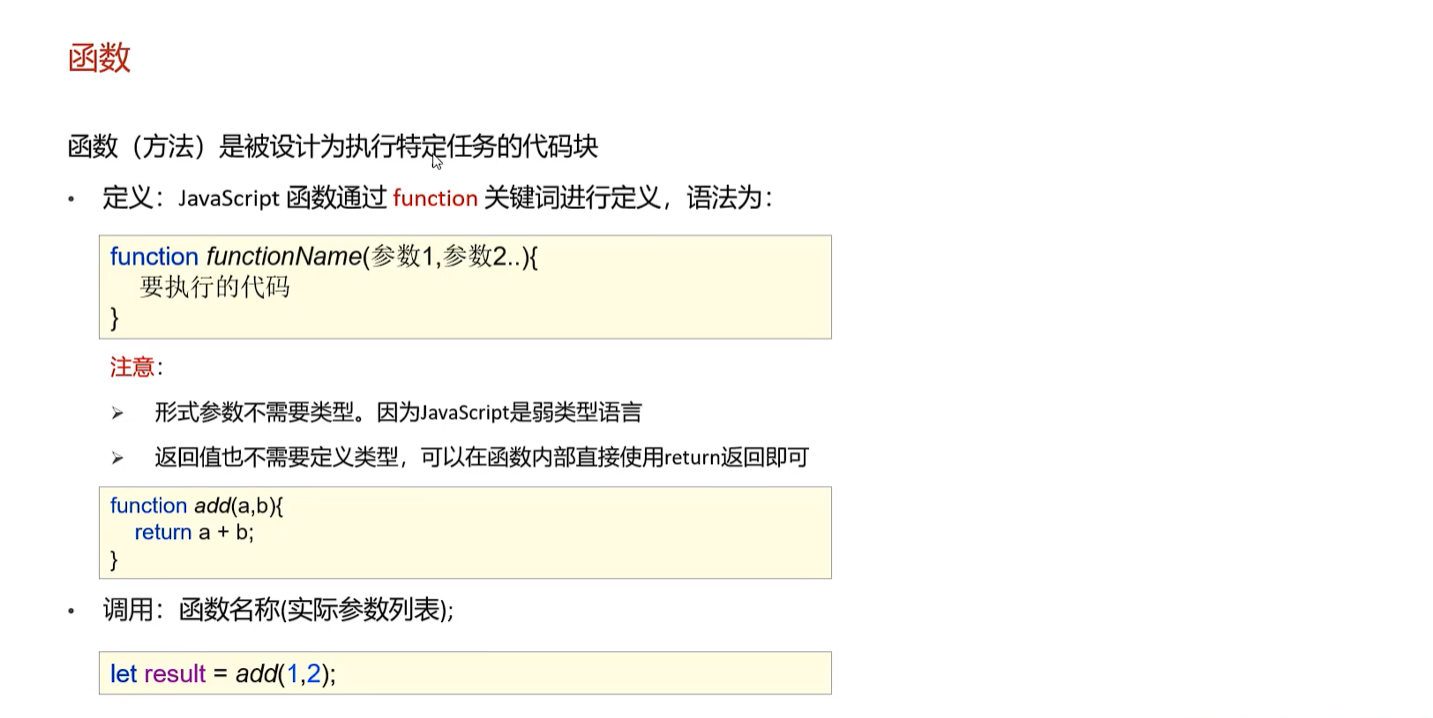 函数
函数（方法）是被设计为执行特定任务的代码块
• 定义：JavaScript 函数通过 function 关键词进行定义，语法为：
function functionName(参数1,参数2..){
要执行的代码
}
注意：
➢ 形式参数不需要类型。因为JavaScript是弱类型语言
➢ 返回值也不需要定义类型，可以在函数内部直接使用return返回即可
function add(a,b){
return a + b;
}
• 调用：函数名称(实际参数列表);
let result = add(1,2);